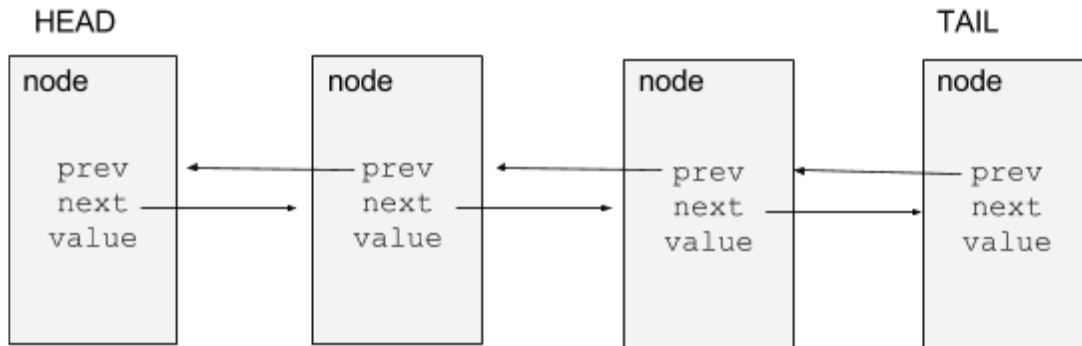 HEAD
TAIL
node
prev
next
value
node
prev
next
value
node
prev
next
value
node
prev
next
value